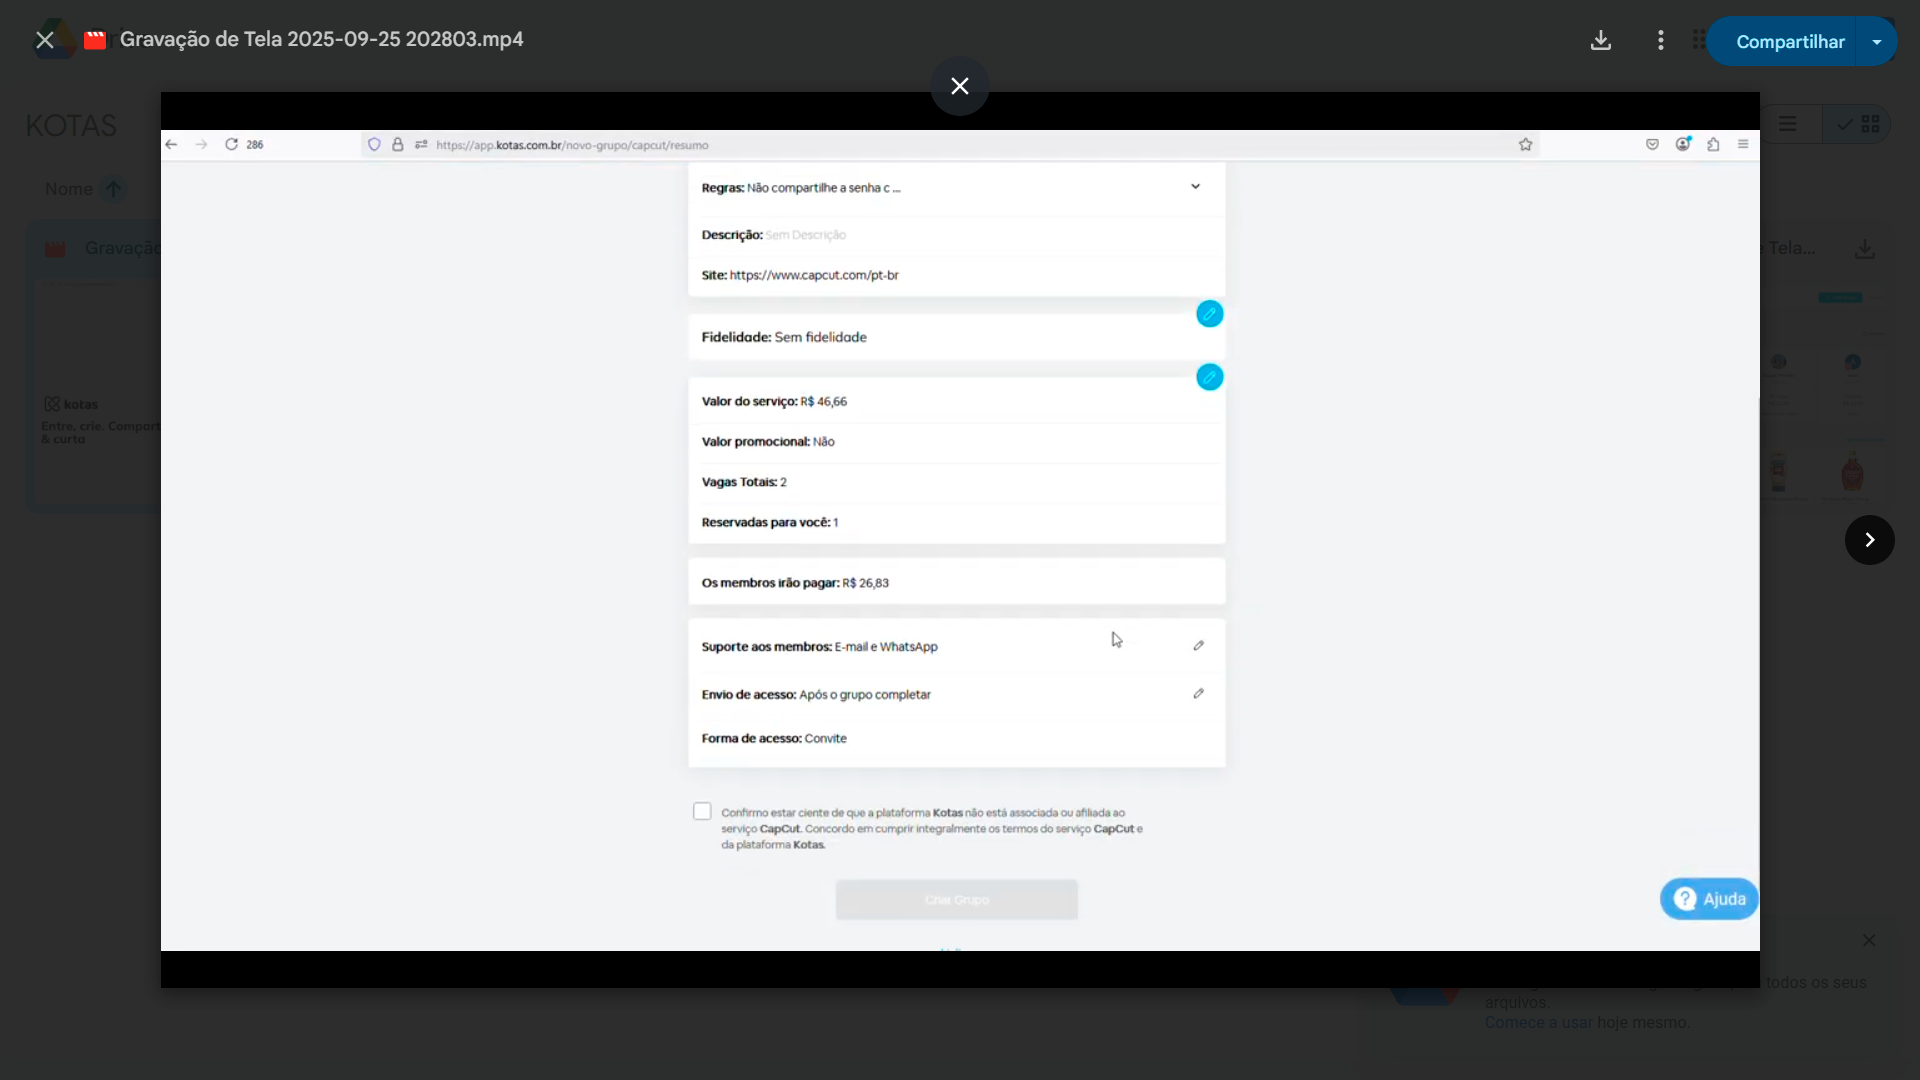 Gravação de Tela 2025-09-25 202803.mp4
Compartilhar
KOTAS
286
https://app.kotas.com.br/novo-grupo/capcut/resumo
Nome
Gravação
Tela...
kotas
Entre, crie. Compart
& curta
Regras: Não compartilhe a senha c ...
Descrição: Sem Descrição
Site: https://www.capcut.com/pt-br
Fidelidade: Sem fidelidade
Valor do serviço: R$ 46,66
Valor promocional: Não
Vagas Totais: 2
Reservadas para você: 1
Os membros irão pagar: R$ 26,83
Suporte aos membros: E-mail e WhatsApp
Envio de acesso: Após o grupo completar
Forma de acesso: Convite
Confirmo estar ciente de que a plataforma Kotas não está associada ou afiliada ao
serviço CapCut. Concordo em cumprir integralmente os termos do serviço CapCut e
da plataforma Kotas.
Criar Grupo
Ajuda
todos os seus
arquivos.
Comece a usar hoje mesmo.